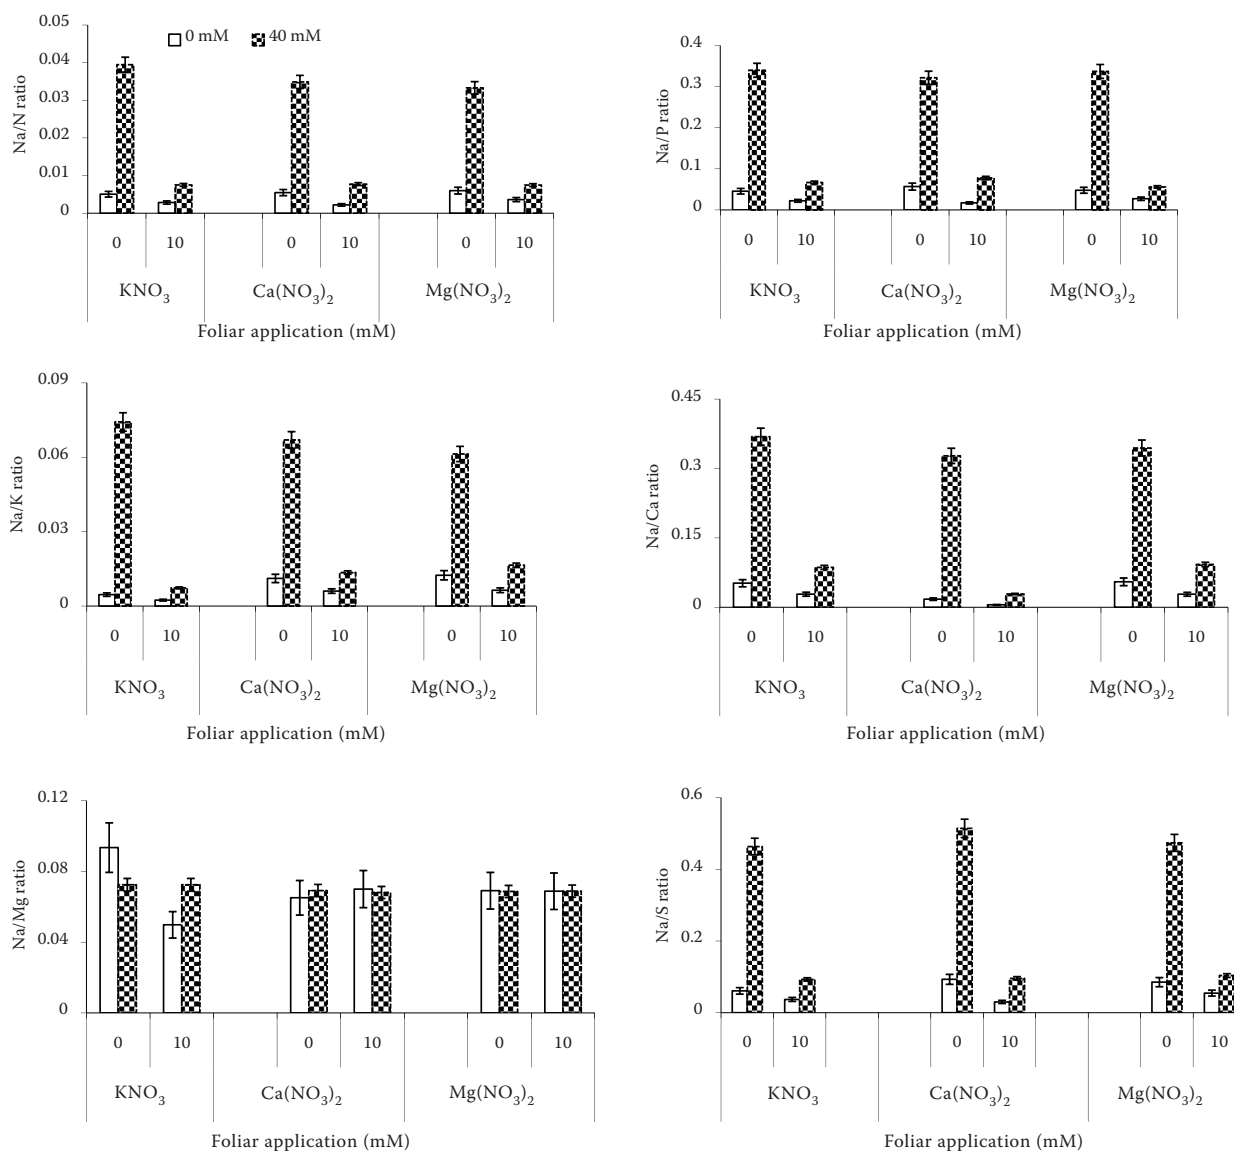 0.05
0 mM 40 mM
0.04
0.03
0.02
0.01
0
Na/N ratio
0 10 0 10 0 10
KNO3 Ca(NO3)2 Mg(NO3)2
Foliar application (mM)
0.4
0.3
0.2
0.1
0
Na/P ratio
0 10 0 10 0 10
KNO3 Ca(NO3)2 Mg(NO3)2
Foliar application (mM)
0.09
0.06
0.03
0
Na/K ratio
0 10 0 10 0 10
KNO3 Ca(NO3)2 Mg(NO3)2
Foliar application (mM)
0.45
0.3
0.15
0
Na/Ca ratio
0 10 0 10 0 10
KNO3 Ca(NO3)2 Mg(NO3)2
Foliar application (mM)
0.12
0.08
0.04
0
Na/Mg ratio
0 10 0 10 0 10
KNO3 Ca(NO3)2 Mg(NO3)2
Foliar application (mM)
0.6
0.4
0.2
0
Na/S ratio
0 10 0 10 0 10
KNO3 Ca(NO3)2 Mg(NO3)2
Foliar application (mM)